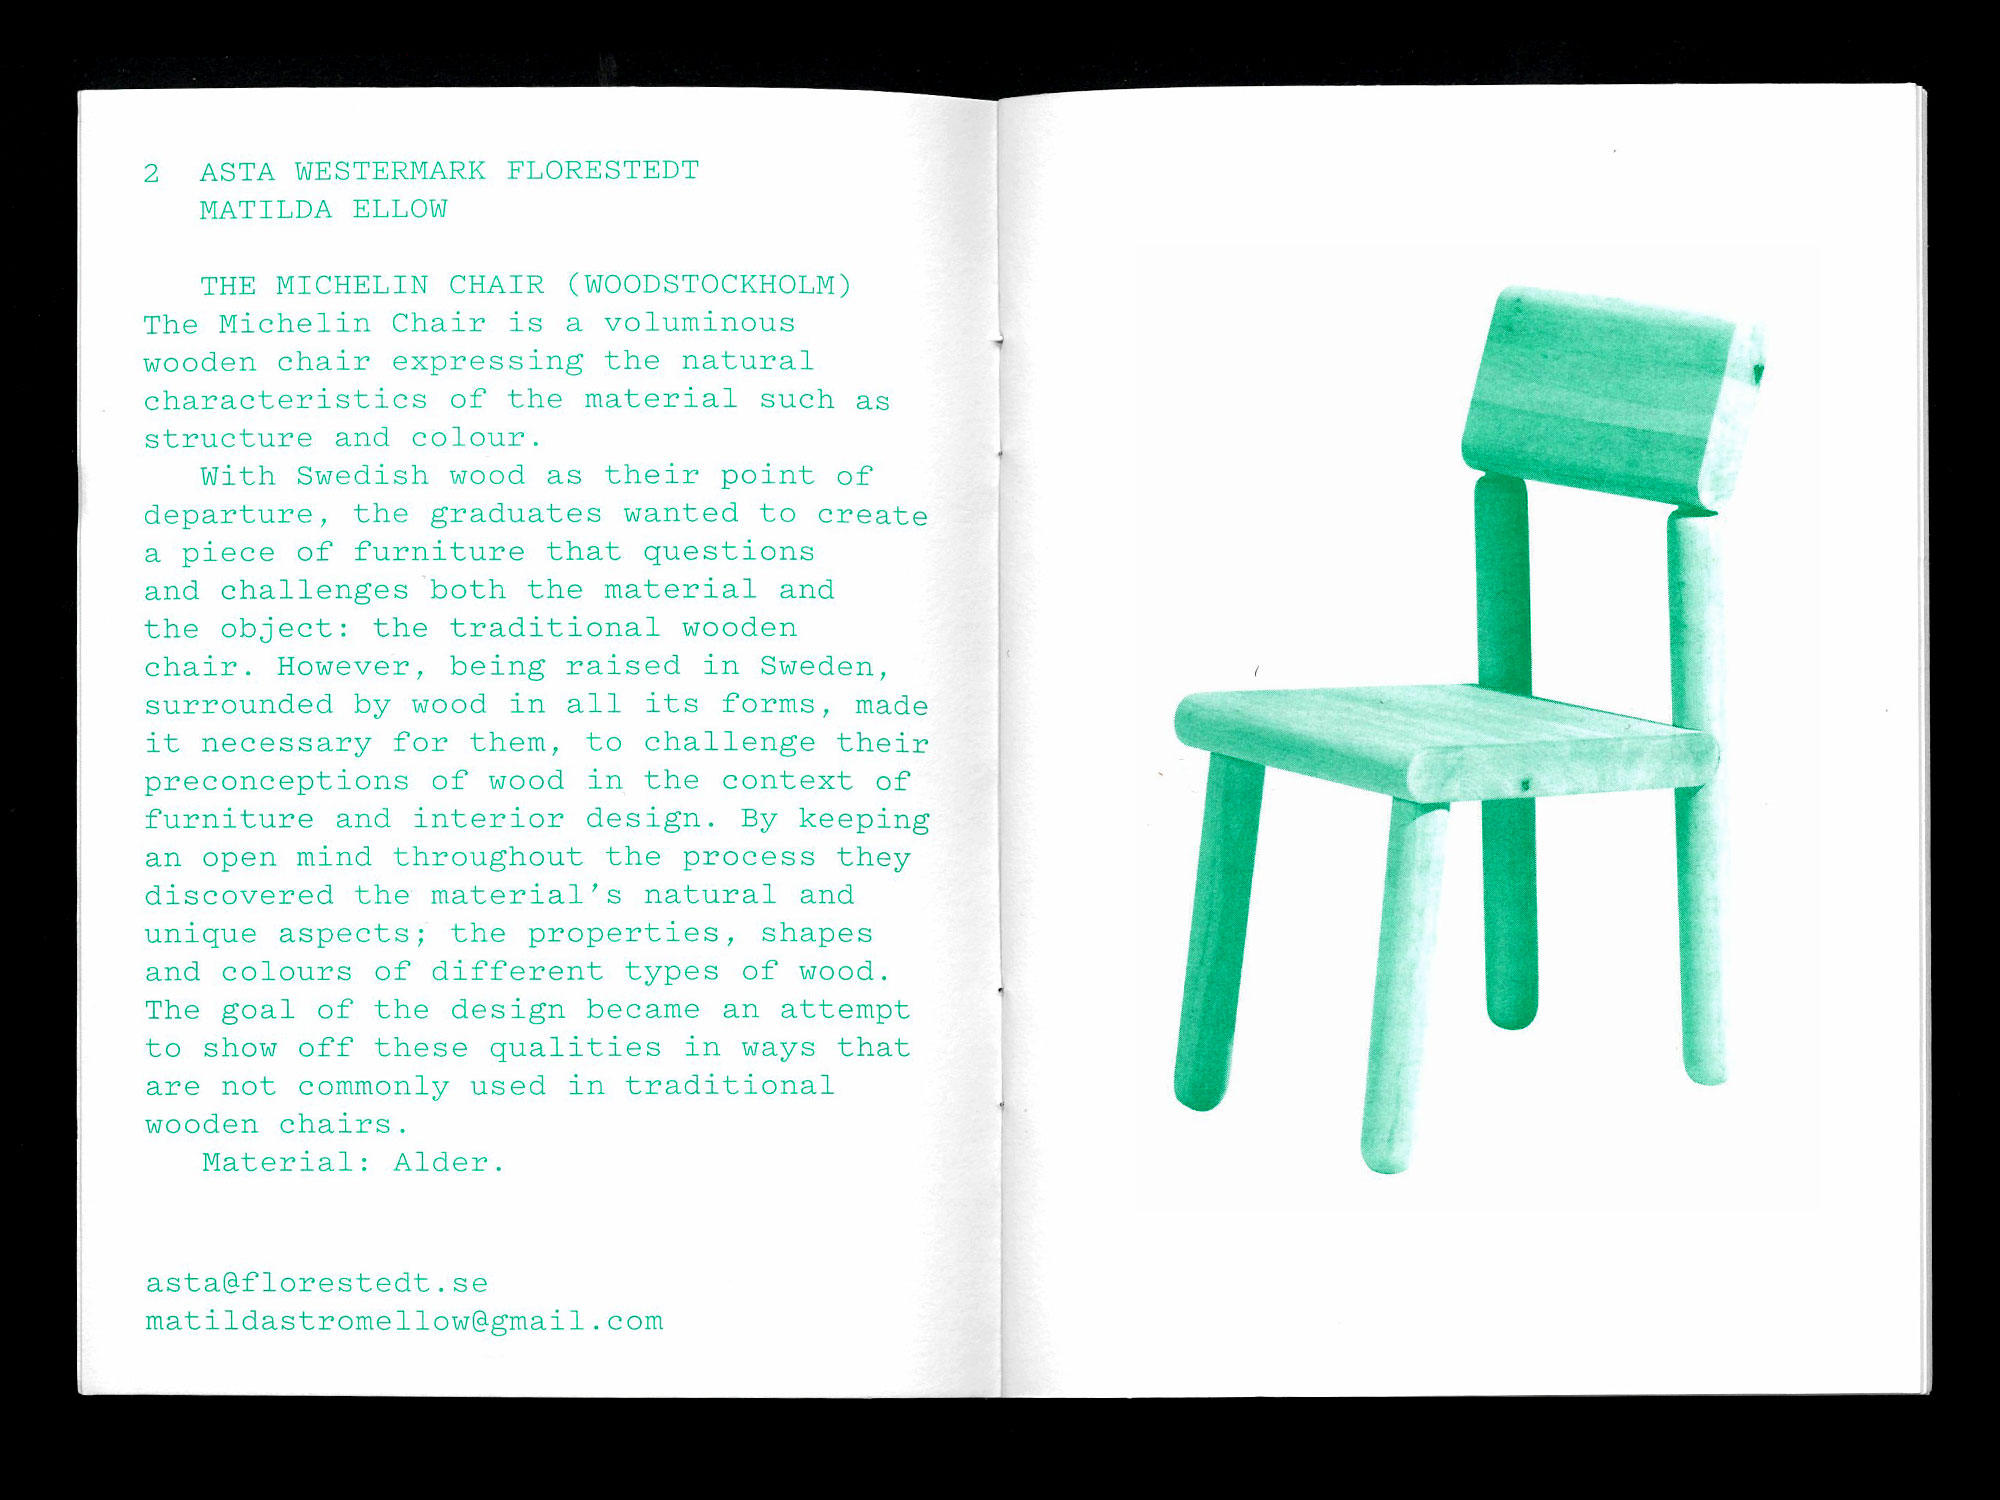 2 ASTA WESTERMARK FLORESTEDT
MATILDA ELLOW
THE MICHELIN CHAIR (WOODSTOCKHOLM)
The Michelin Chair is a voluminous
wooden chair expressing the natural
characteristics of the material such as
structure and colour.
With Swedish wood as their point of
departure, the graduates wanted to create
a piece of furniture that questions
and challenges both the material and
the object: the traditional wooden
chair. However, being raised in Sweden,
surrounded by wood in all its forms, made
it necessary for them, to challenge their
preconceptions of wood in the context of
furniture and interior design. By keeping
an open mind throughout the process they
discovered the material's natural and
unique aspects; the properties, shapes
and colours of different types of wood.
The goal of the design became an attempt
to show off these qualities in ways that
are not commonly used in traditional
wooden chairs.
Material: Alder.
asta@florestedt.se
matildastromellow@gmail.com